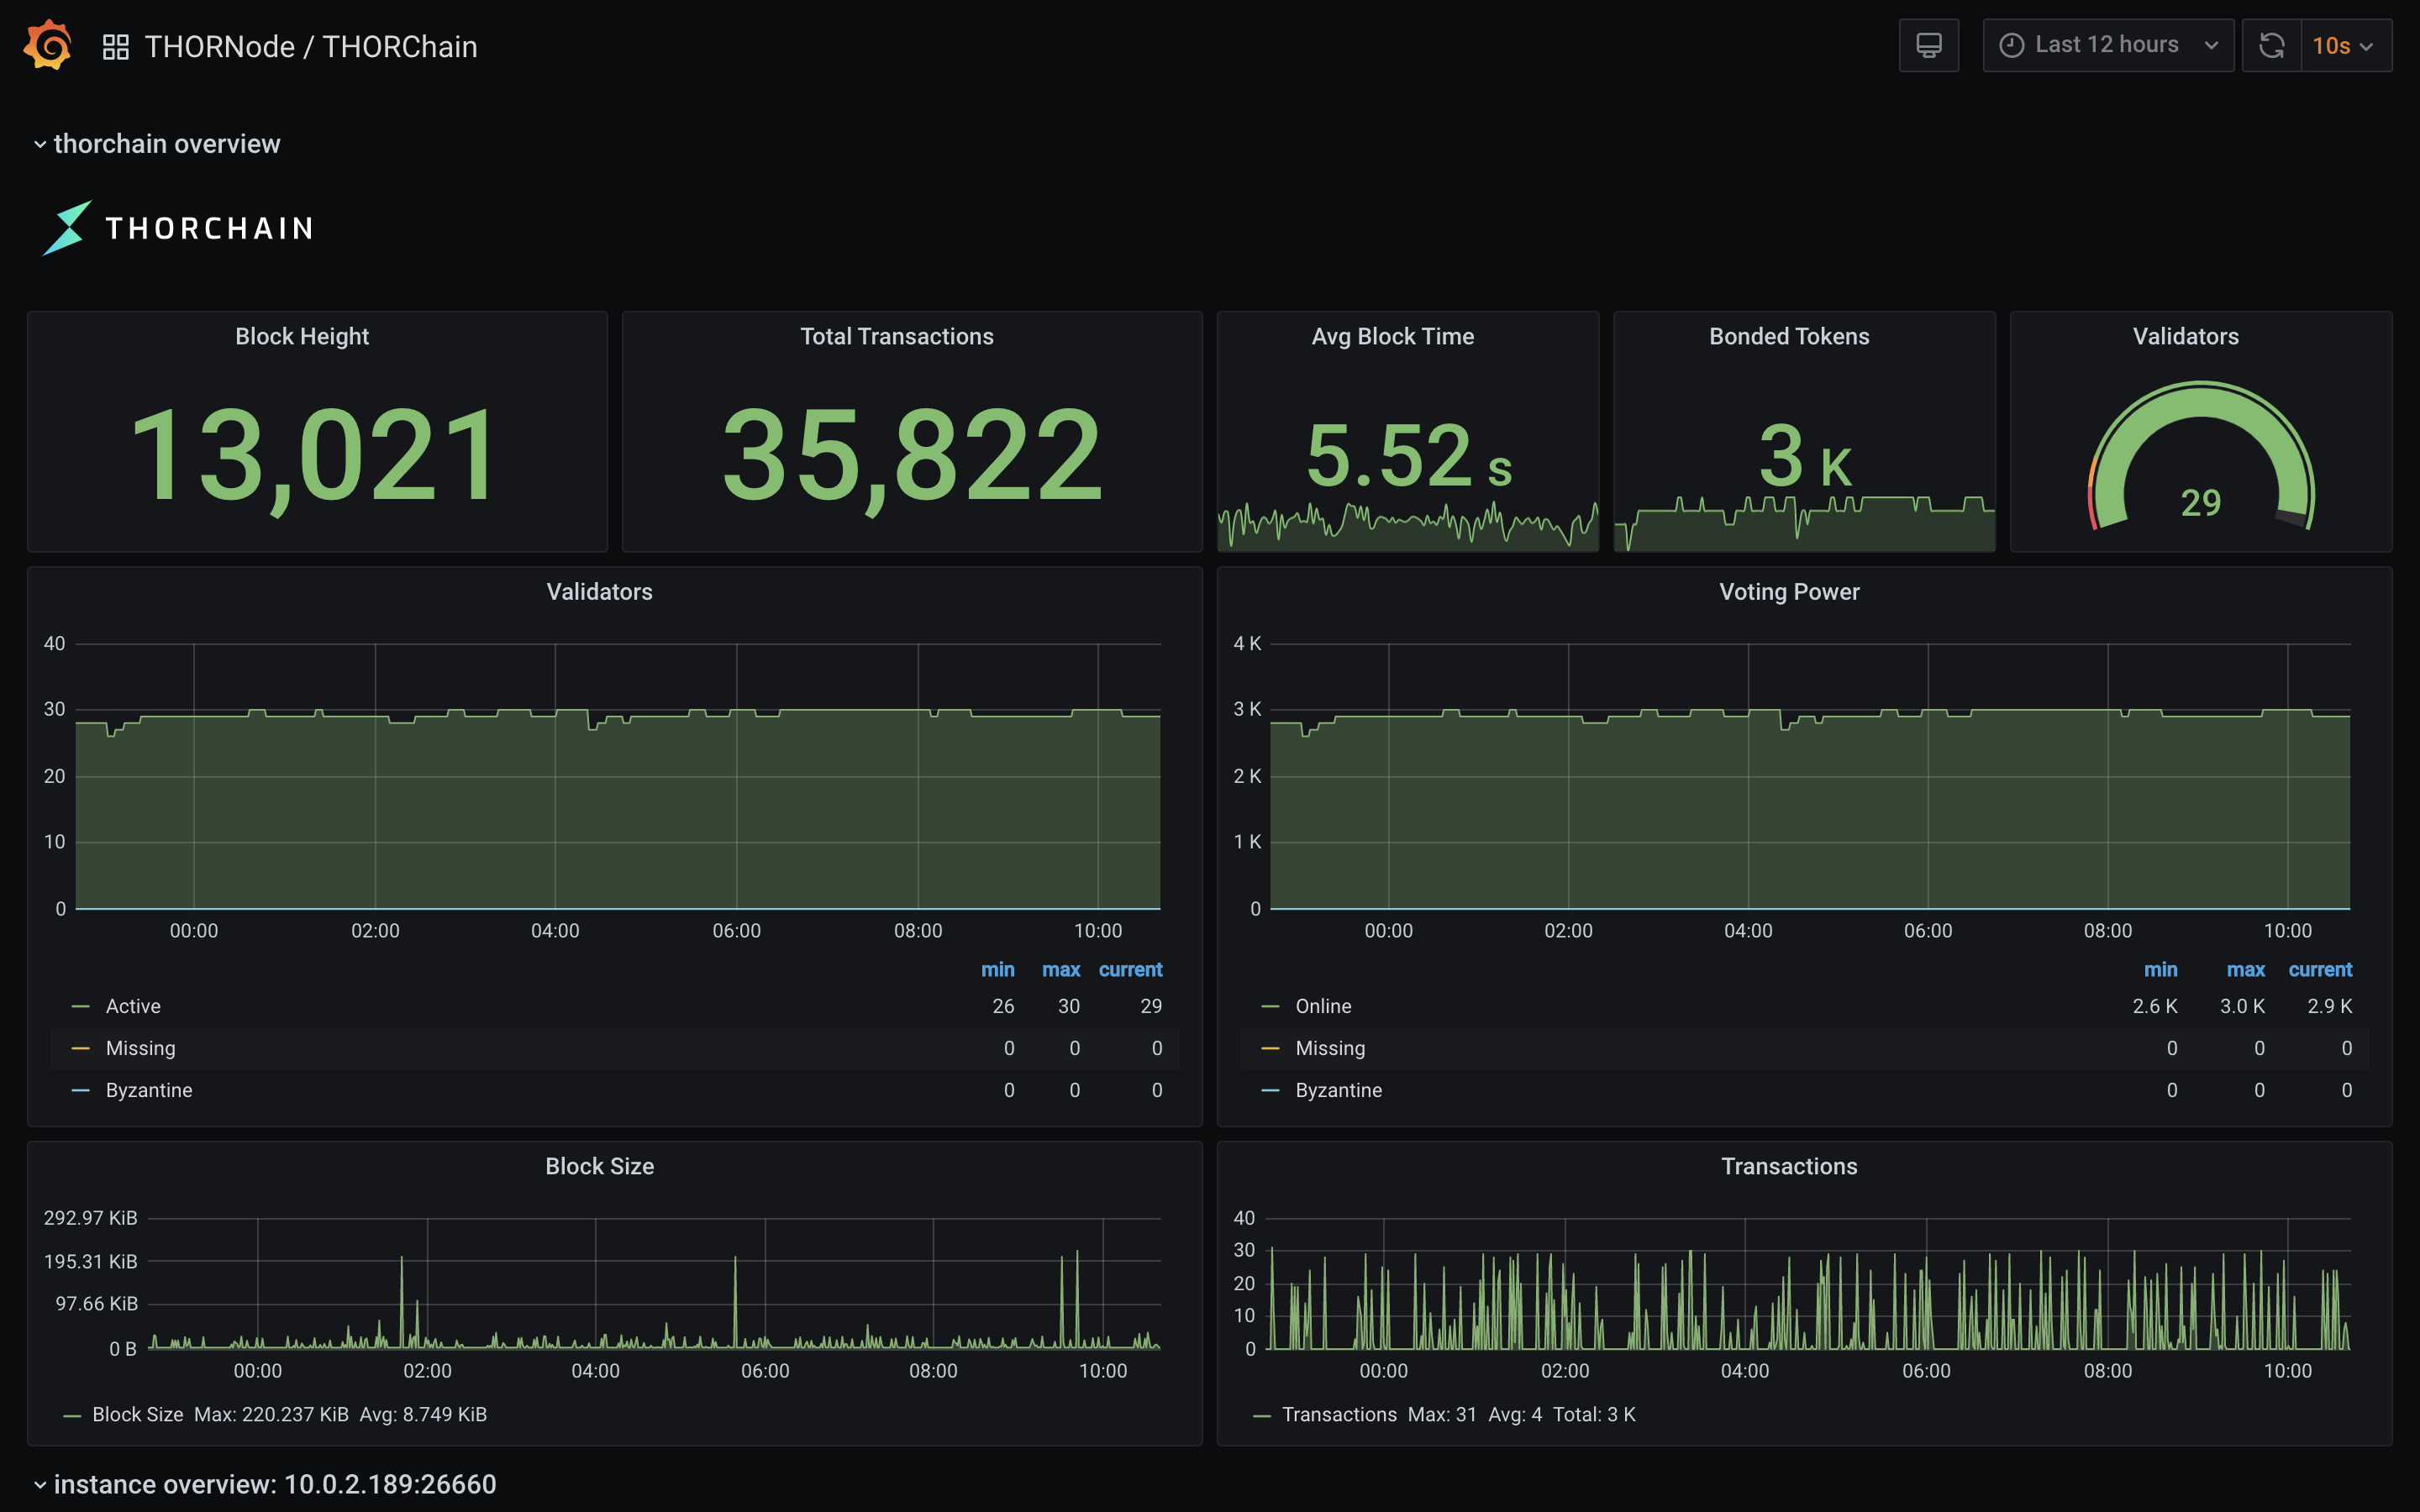 THORNode / THORChain
Last 12 hours
10s
thorchain overview
THORCHAIN
Block Height
13,021
Total Transactions
35,822
Avg Block Time
5.52 s
Bonded Tokens
3 K
Validators
29
Validators
40
30
20
10
0
00:00 02:00 04:00 06:00 08:00 10:00
min max current
Active 26 30 29
Missing 0 0 0
Byzantine 0 0 0
Voting Power
4 K
3 K
2 K
1 K
0
00:00 02:00 04:00 06:00 08:00 10:00
min max current
Online 2.6 K 3.0 K 2.9 K
Missing 0 0 0
Byzantine 0 0 0
Block Size
292.97 KiB
195.31 KiB
97.66 KiB
0 B
00:00 02:00 04:00 06:00 08:00 10:00
Block Size Max: 220.237 KiB Avg: 8.749 KiB
Transactions
40
30
20
10
0
00:00 02:00 04:00 06:00 08:00 10:00
Transactions Max: 31 Avg: 4 Total: 3 K
instance overview: 10.0.2.189:26660